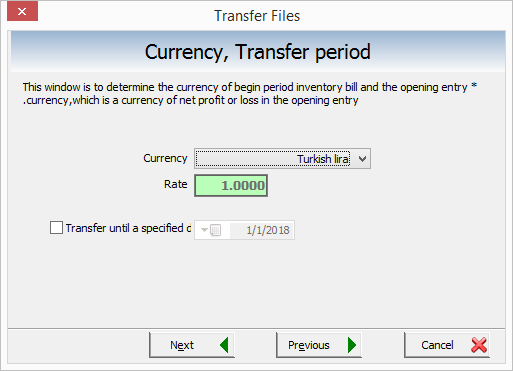 Transfer Files
Currency, Transfer period
This window is to determine the currency of begin period inventory bill and the opening entry *
.currency,which is a currency of net profit or loss in the opening entry
Currency
Turkish lira
Rate
1.0000
Transfer until a specified d
1/1/2018
Next
Previous
Cancel